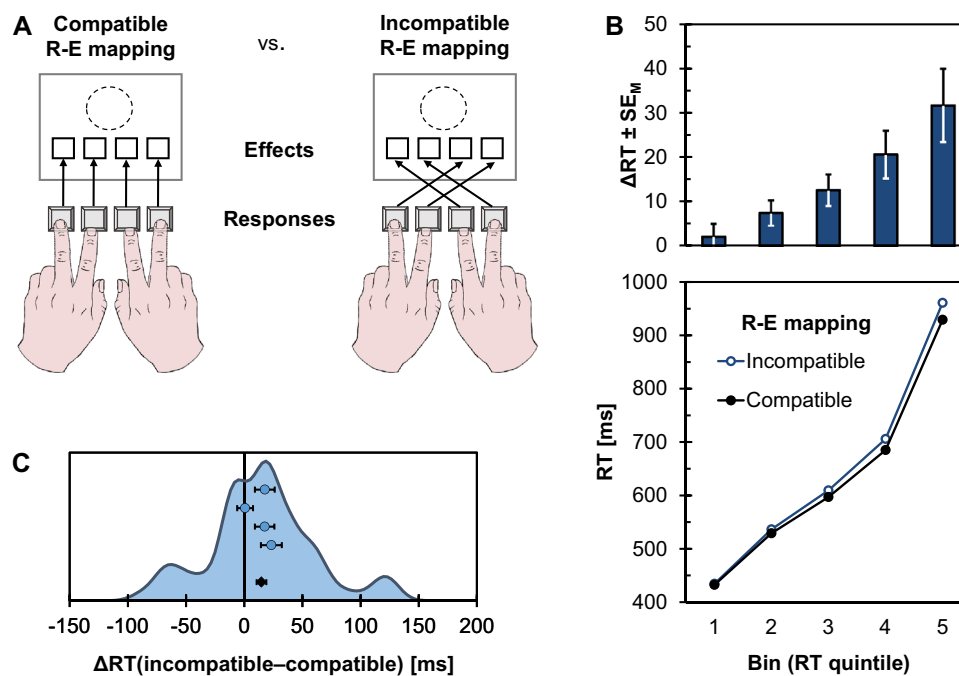 A
Compatible
R-E mapping
vs.
Incompatible
R-E mapping
Effects
Responses
B
ΔRT ± SE_M
50
40
30
20
10
0
RT [ms]
1000
900
800
700
600
500
400
R-E mapping
Incompatible
Compatible
1 2 3 4 5
Bin (RT quintile)
C
-150 -100 -50 0 50 100 150 200
ΔRT(incompatible–compatible) [ms]